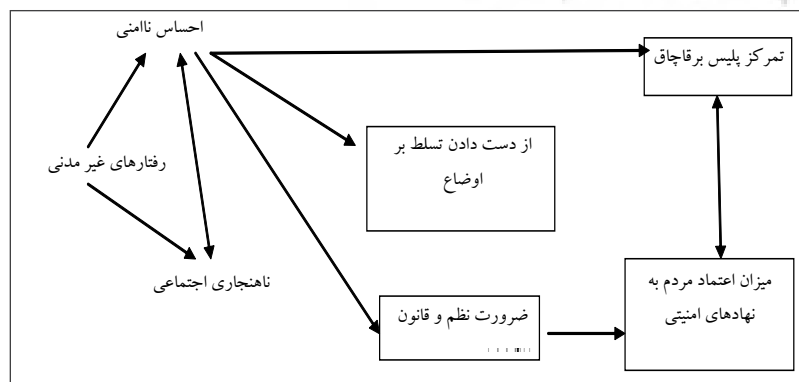 احساس ناامنی
تمرکز پلیس برقاچاق
از دست دادن تسلط بر
اوضاع
رفتارهای غیر مدنی
ناهنجاری اجتماعی
میزان اعتماد مردم به
نهادهای امنیتی
ضرورت نظم و قانون